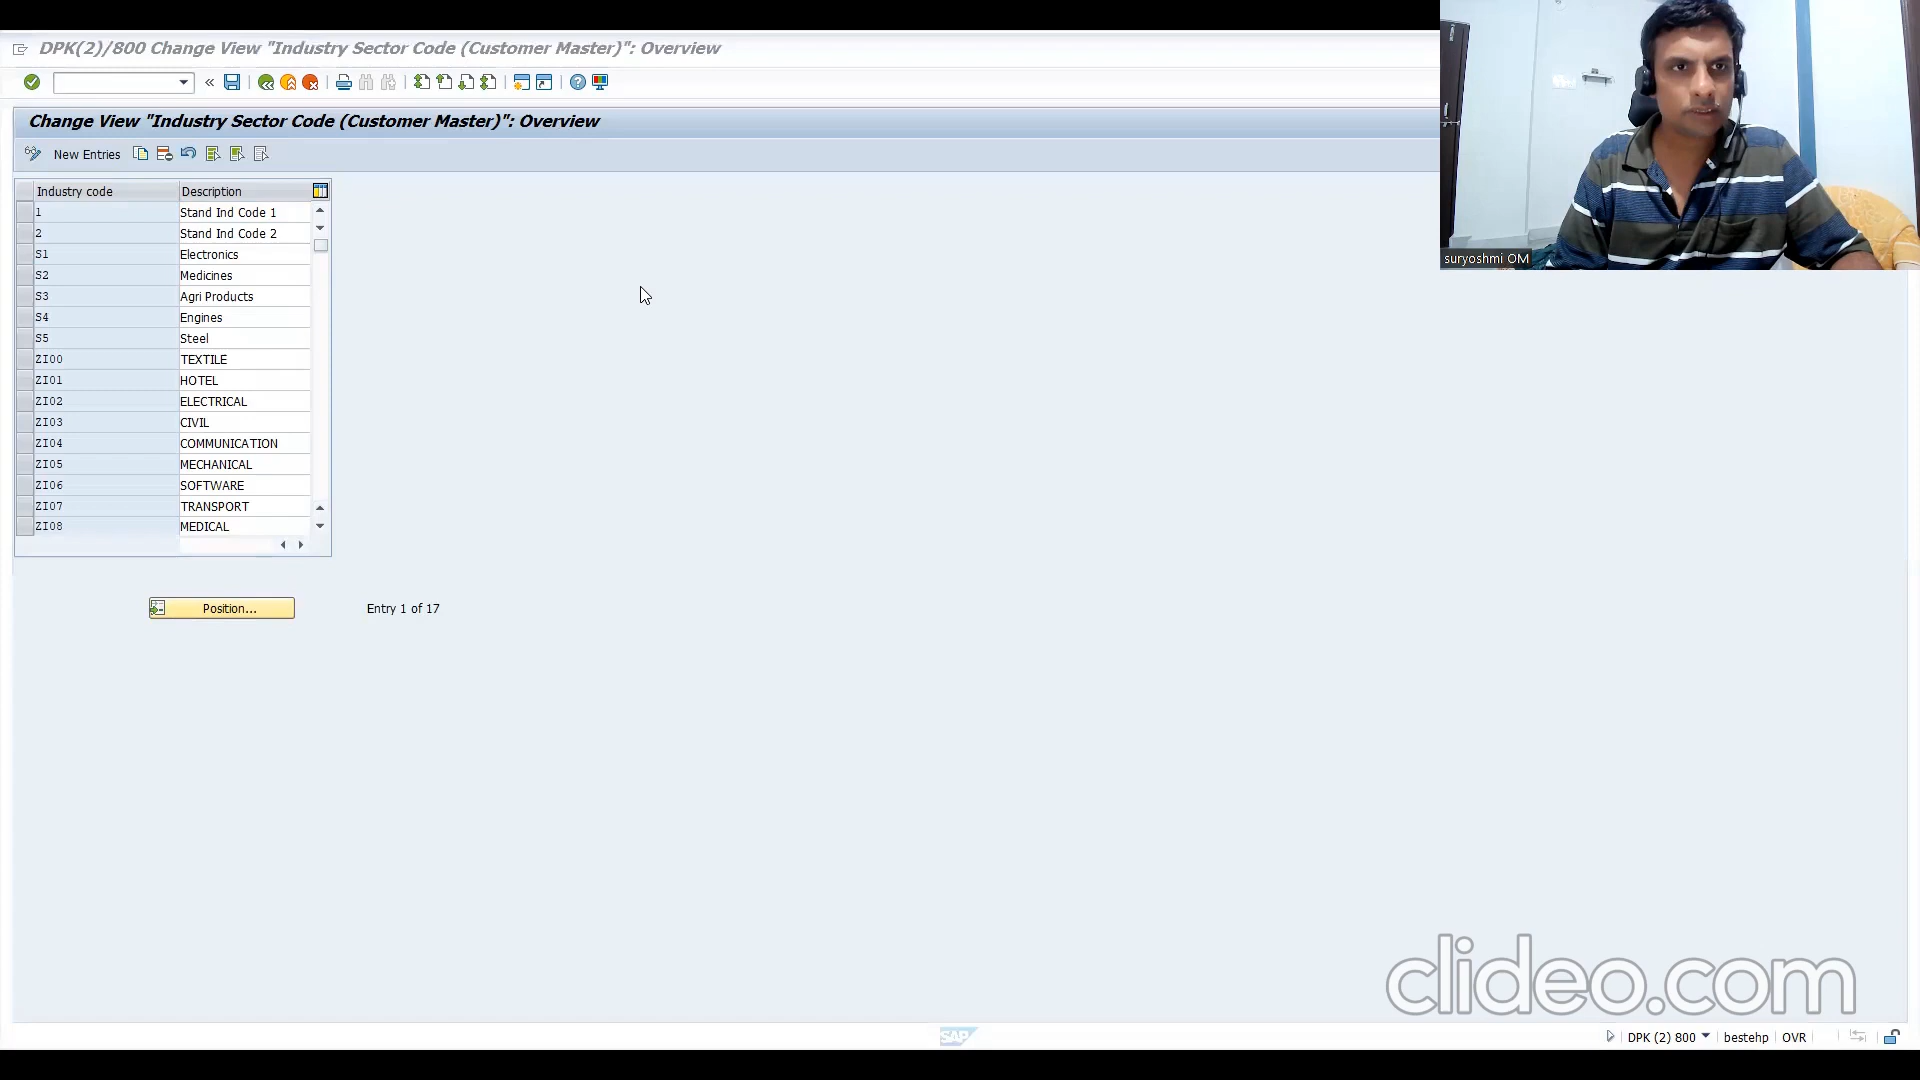 DPK(2)/800 Change View "Industry Sector Code (Customer Master)": Overview
Change View "Industry Sector Code (Customer Master)": Overview
New Entries
Industry code Description
1 Stand Ind Code 1
2 Stand Ind Code 2
S1 Electronics
S2 Medicines
S3 Agri Products
S4 Engines
S5 Steel
ZI00 TEXTILE
ZI01 HOTEL
ZI02 ELECTRICAL
ZI03 CIVIL
ZI04 COMMUNICATION
ZI05 MECHANICAL
ZI06 SOFTWARE
ZI07 TRANSPORT
ZI08 MEDICAL
Position... Entry 1 of 17
suryoshmi OM
clideo.com
SAP
DPK (2) 800 bestehp OVR